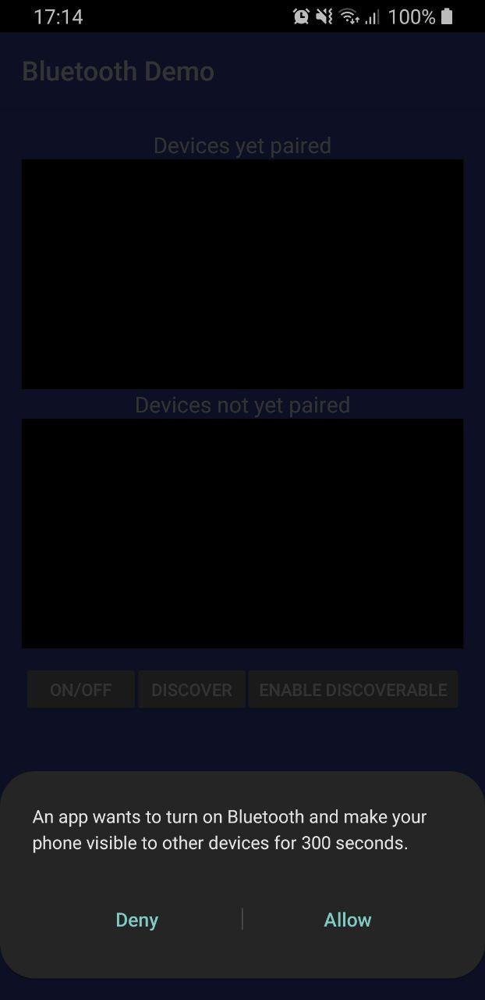 17:14 100%
Bluetooth Demo
Devices yet paired
Devices not yet paired
ON/OFF DISCOVER ENABLE DISCOVERABLE
An app wants to turn on Bluetooth and make your
phone visible to other devices for 300 seconds.
Deny Allow